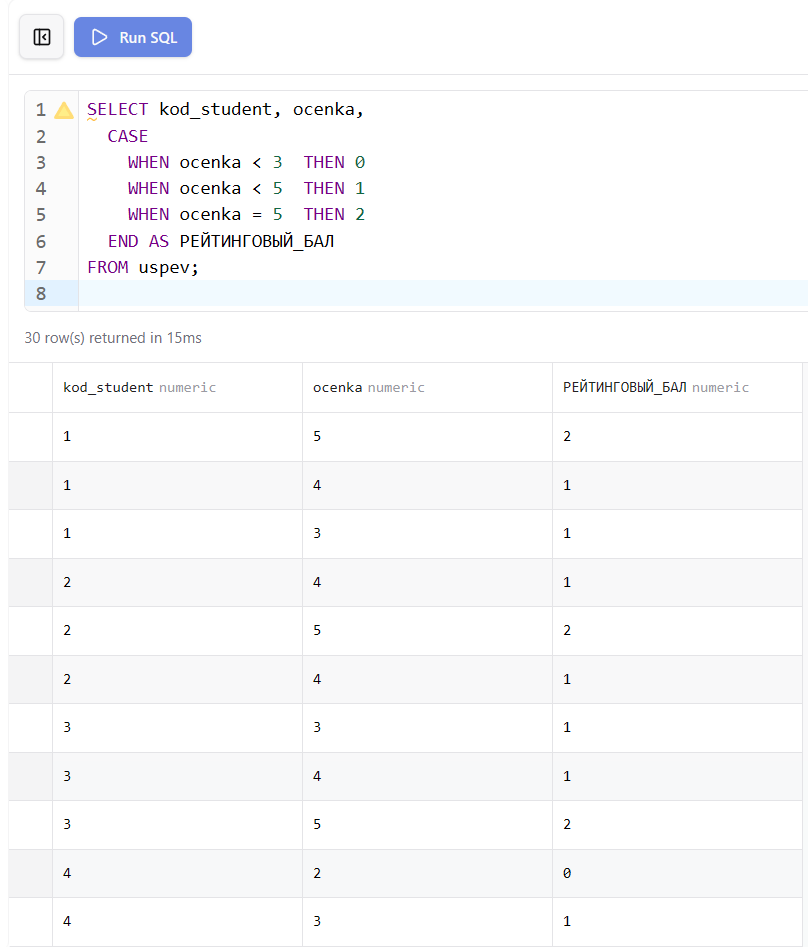 Run SQL
1 SELECT kod_student, ocenka,
2 CASE
3 WHEN ocenka < 3 THEN 0
4 WHEN ocenka < 5 THEN 1
5 WHEN ocenka = 5 THEN 2
6 END AS РЕЙТИНГОВЫЙ_БАЛ
7 FROM uspev;
8
30 row(s) returned in 15ms
kod_student numeric ocenka numeric РЕЙТИНГОВЫЙ_БАЛ numeric
1 5 2
1 4 1
1 3 1
2 4 1
2 5 2
2 4 1
3 3 1
3 4 1
3 5 2
4 2 0
4 3 1